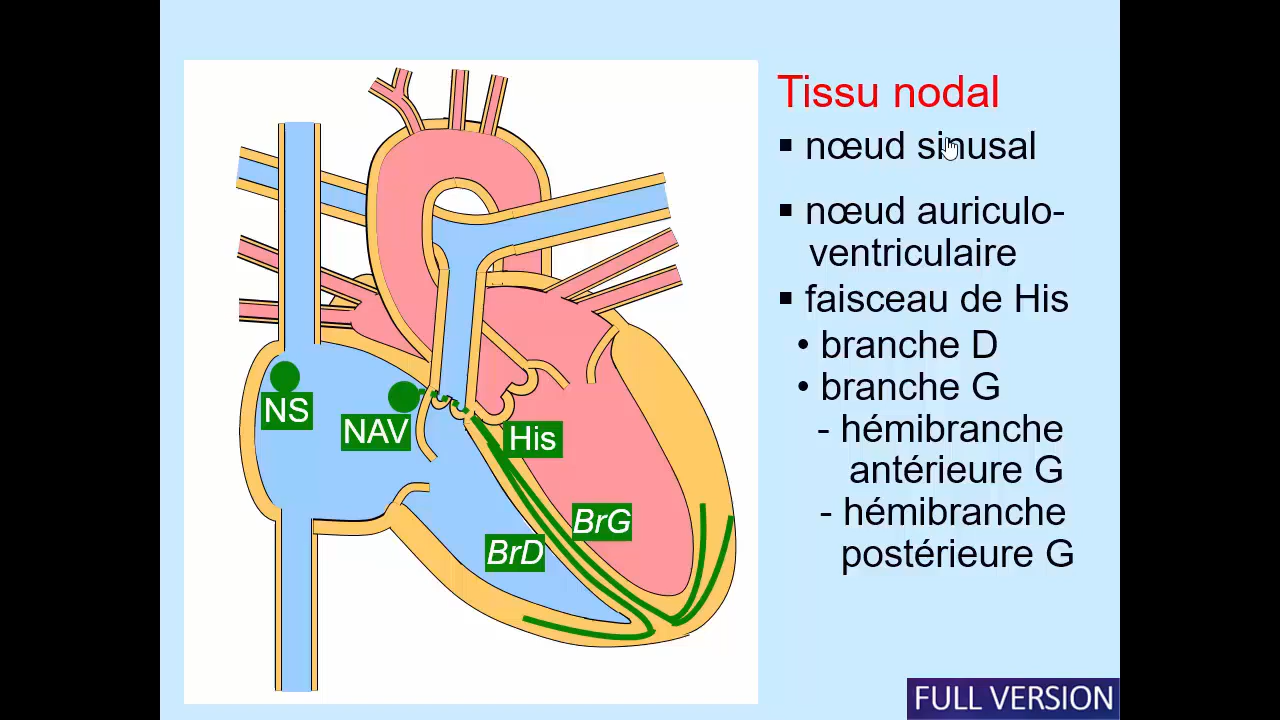 Tissu nodal
▪ nœud sinusal
▪ nœud auriculo-
ventriculaire
▪ faisceau de His
• branche D
• branche G
- hémibranche
antérieure G
- hémibranche
postérieure G
NS
NAV
His
BrG
BrD
FULL VERSION